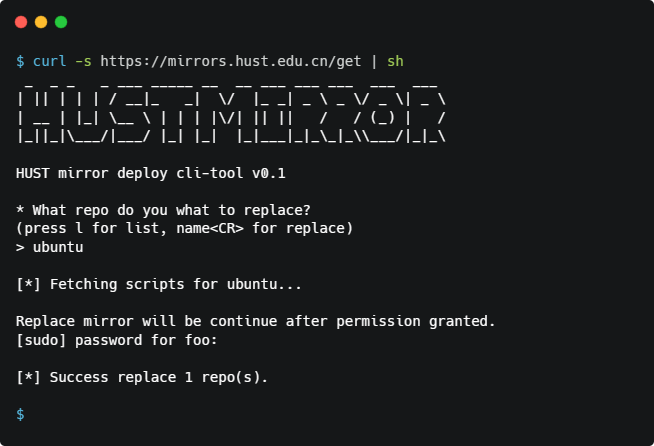 $ curl -s https://mirrors.hust.edu.cn/get | sh
 _  _ _   _ ___ _____ __  __ ___ ___ ___  ___  ___
| || | | | / __|_   _|  \/  |_ _| _ \ _ \/ _ \| _ \
| __ | |_| \__ \ | | | |\/| || ||   /   / (_) |   /
|_||_|\___/|___/ |_| |_|  |_|___|_|_\_|_\\___/|_|_\
HUST mirror deploy cli-tool v0.1
* What repo do you what to replace?
(press l for list, name<CR> for replace)
> ubuntu
[*] Fetching scripts for ubuntu...
Replace mirror will be continue after permission granted.
[sudo] password for foo:
[*] Success replace 1 repo(s).
$